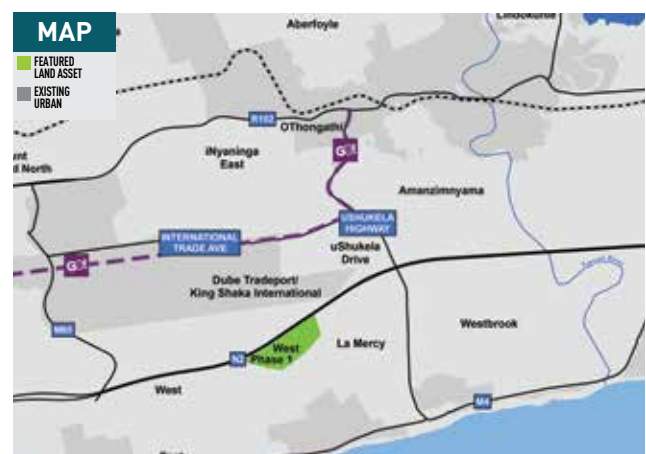 MAP
FEATURED
LAND ASSET
EXISTING
URBAN
Aberfoyle
Lindokuhle
R102
OThongathi
iNyaninga
East
Amanzimnyama
USHUKELA
HIGHWAY
INTERNATIONAL
TRADE AVE
uShukela
Drive
Dube Tradeport/
King Shaka International
Westbrook
La Mercy
West
Phase 1
N2
West
M4